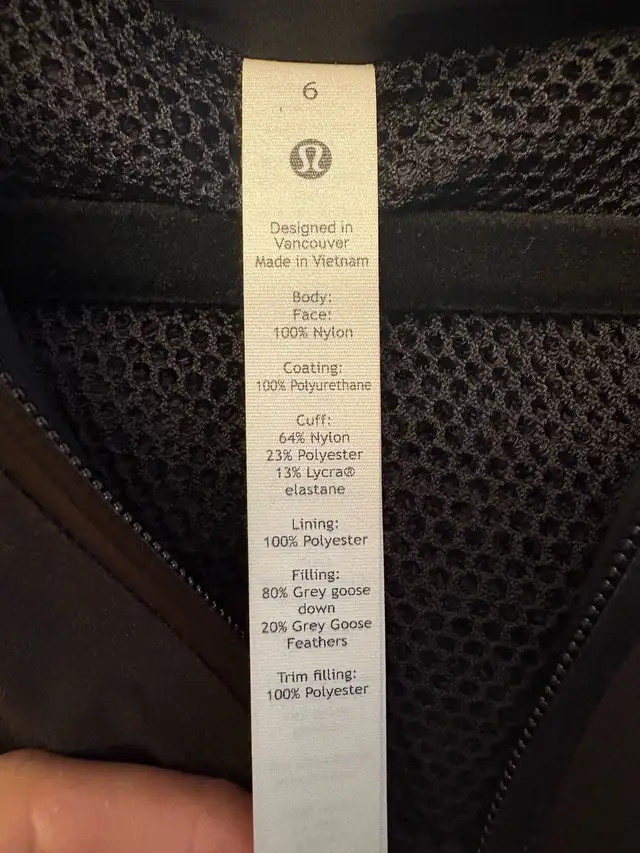 6
Designed in
Vancouver
Made in Vietnam
Body:
Face:
100% Nylon
Coating:
100% Polyurethane
Cuff:
64% Nylon
23% Polyester
13% Lycra®
elastane
Lining:
100% Polyester
Filling:
80% Grey goose
down
20% Grey Goose
Feathers
Trim filling:
100% Polyester